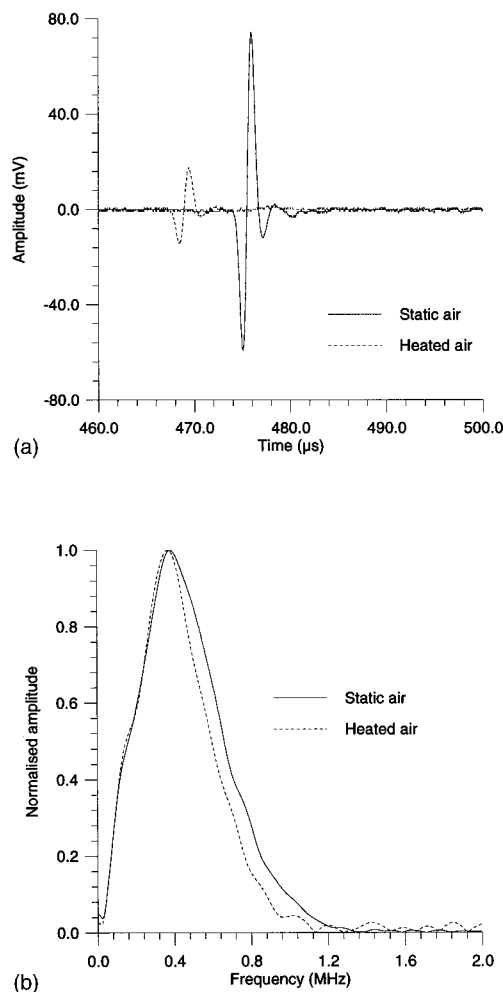 80.0
40.0
0.0
-40.0
-80.0
Amplitude (mV)
Static air
Heated air
460.0 470.0 480.0 490.0 500.0
Time (μs)
(a)
1.0
0.8
0.6
0.4
0.2
0.0
Normalised amplitude
Static air
Heated air
0.0 0.4 0.8 1.2 1.6 2.0
Frequency (MHz)
(b)